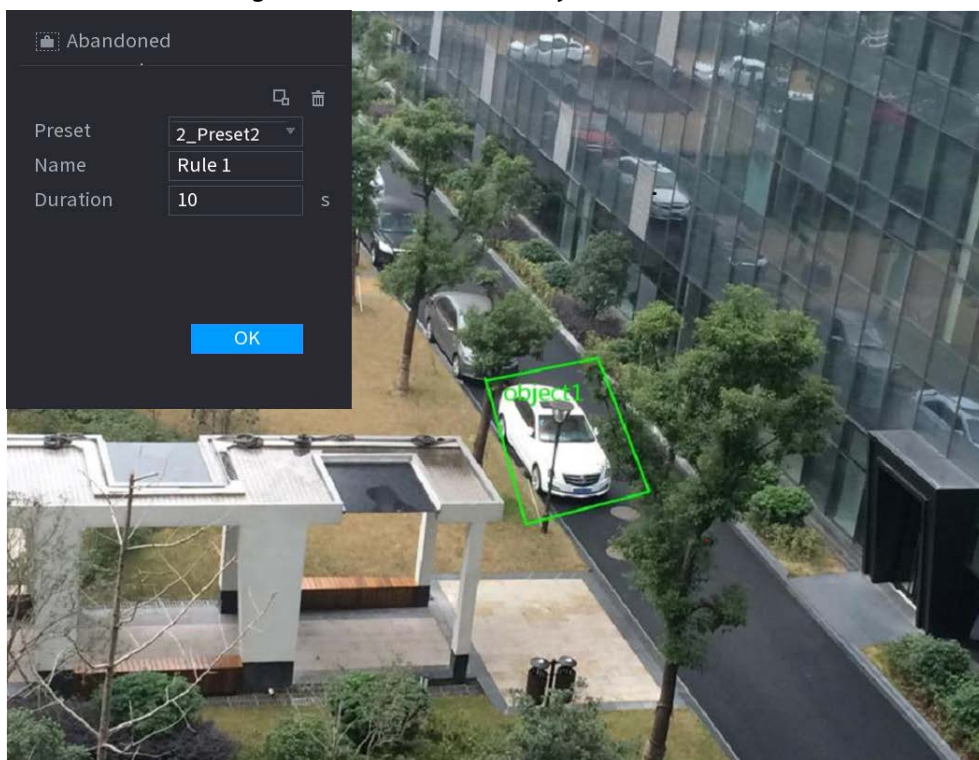 Abandoned
Preset 2_Preset2
Name Rule 1
Duration 10 s
OK
object1